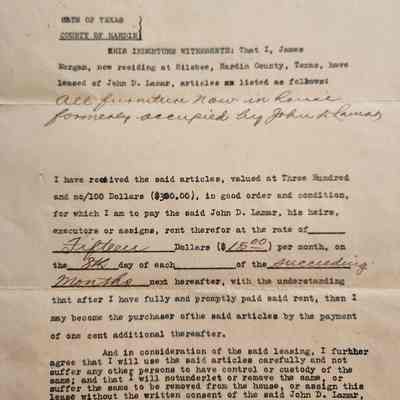 STATE OF TEXAS
COUNTY OF HARDIN
THIS INDENTURE WITNESSETH: That I, James
Morgan, now residing at Silsbee, Hardin County, Texas, have
leased of John D. Lamar, articles as listed as follows:
All furniture now in house
formerly occupied by John D Lamar
I have received the said articles, valued at Three Hundred
and no/100 Dollars ($300.00), in good order and condition,
for which I am to pay the said John D. Lamar, his heirs,
executors or assigns, rent therefor at the rate of
Fifteen Dollars ($15.00) per month, on
the 8th day of each of the succeeding
Months next hereafter, with the understanding
that after I have fully and promptly paid said rent, then I
may become the purchaser ofthe said articles by the payment
of one cent additional thereafter.
And in consideration of the said leasing, I further
agree that I will use the said articles carefully and not
suffer any other persons to have control or custody of the
same; and that I will notunderlet or remove the same, or
suffer the same to be removed from the house, or assign this
lease without the written consent of the said John D. Lamar,